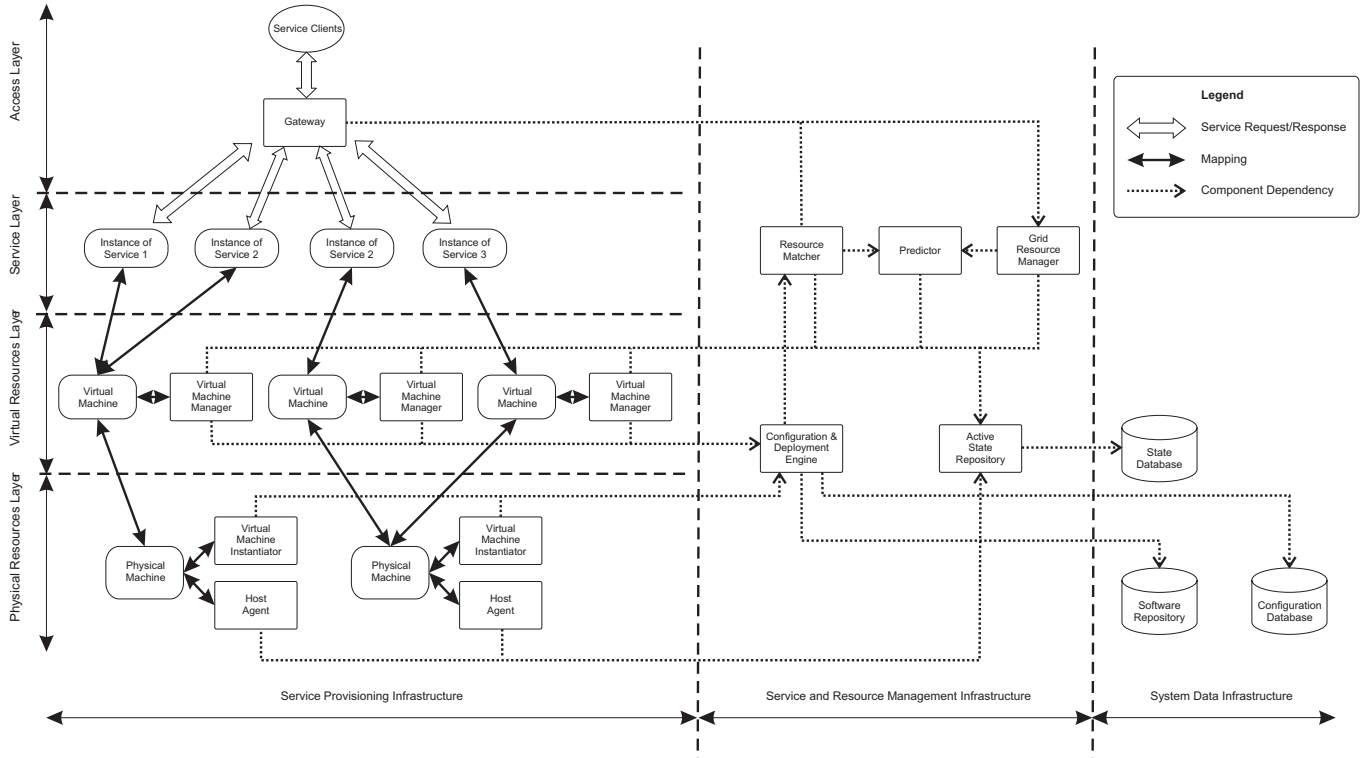 Service Clients
Gateway
Access Layer
Service Layer
Virtual Resources Layer
Physical Resources Layer
Instance of
Service 1
Instance of
Service 2
Instance of
Service 2
Instance of
Service 3
Virtual
Machine
Virtual
Machine
Manager
Virtual
Machine
Virtual
Machine
Manager
Virtual
Machine
Virtual
Machine
Manager
Physical
Machine
Virtual
Machine
Instantiator
Host
Agent
Physical
Machine
Virtual
Machine
Instantiator
Host
Agent
Resource
Matcher
Predictor
Grid
Resource
Manager
Configuration &
Deployment
Engine
Active
State
Repository
State
Database
Software
Repository
Configuration
Database
Legend
Service Request/Response
Mapping
Component Dependency
Service Provisioning Infrastructure
Service and Resource Management Infrastructure
System Data Infrastructure